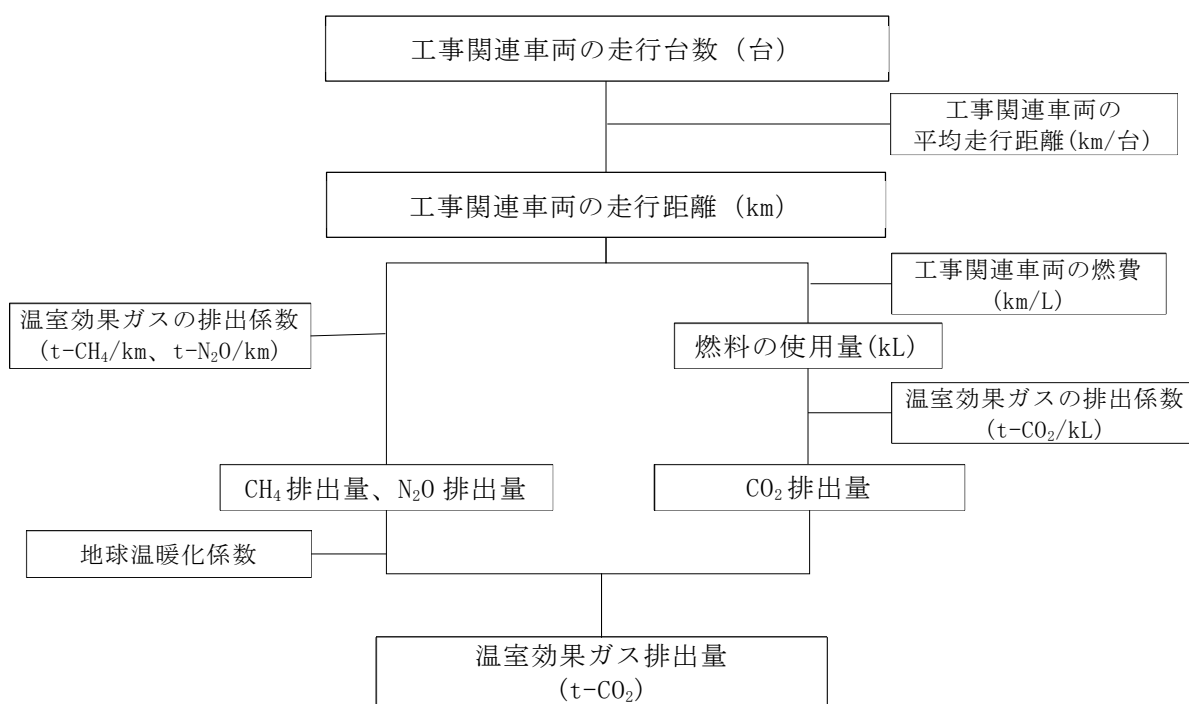 工事関連車両の走行台数（台）
工事関連車両の
平均走行距離(km/台)
工事関連車両の走行距離（km）
工事関連車両の燃費
(km/L)
温室効果ガスの排出係数
(t-CH₄/km、t-N₂O/km)
燃料の使用量(kL)
温室効果ガスの排出係数
(t-CO₂/kL)
CH₄排出量、N₂O排出量
CO₂排出量
地球温暖化係数
温室効果ガス排出量
(t-CO₂)